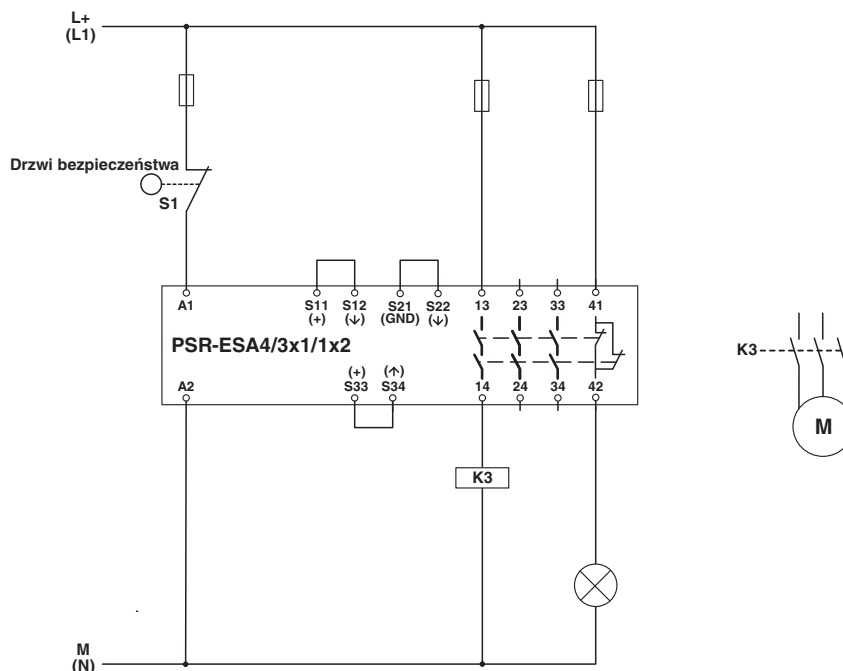 L+
(L1)
Drzwi bezpieczeństwa
S1
A1
S11
(+)
S12
(↓)
S21
(GND)
S22
(↓)
13
23
33
41
PSR-ESA4/3x1/1x2
A2
(+)
S33
(↑)
S34
14
24
34
42
K3
K3
M
M
(N)